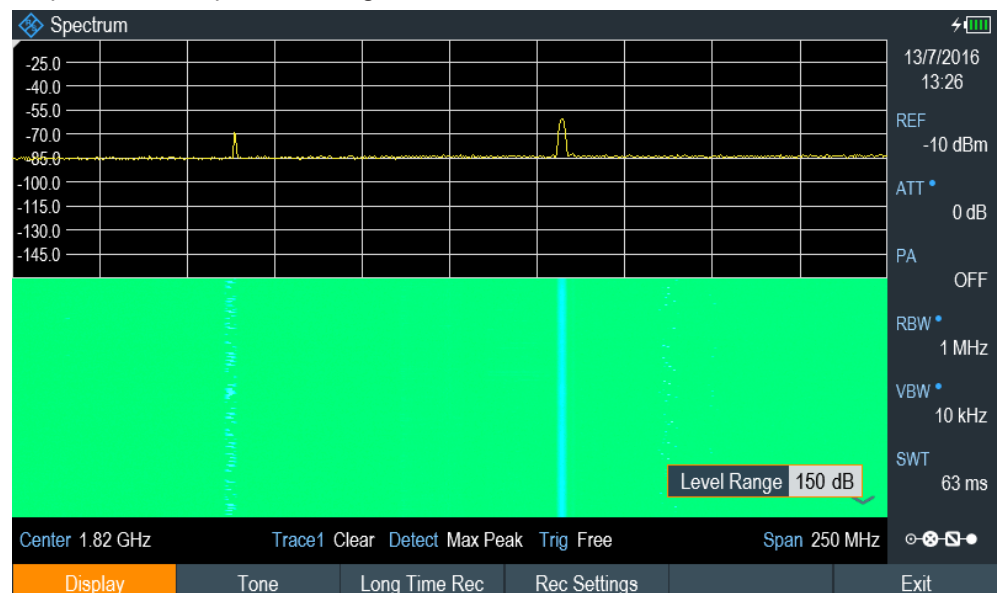 Spectrum
13/7/2016
13:26
-25.0
-40.0
-55.0
-70.0
-85.0
-100.0
-115.0
-130.0
-145.0
REF
-10 dBm
ATT
0 dB
PA
OFF
RBW
1 MHz
VBW
10 kHz
SWT
63 ms
Level Range 150 dB
Center 1.82 GHz Trace1 Clear Detect Max Peak Trig Free Span 250 MHz
Display Tone Long Time Rec Rec Settings Exit